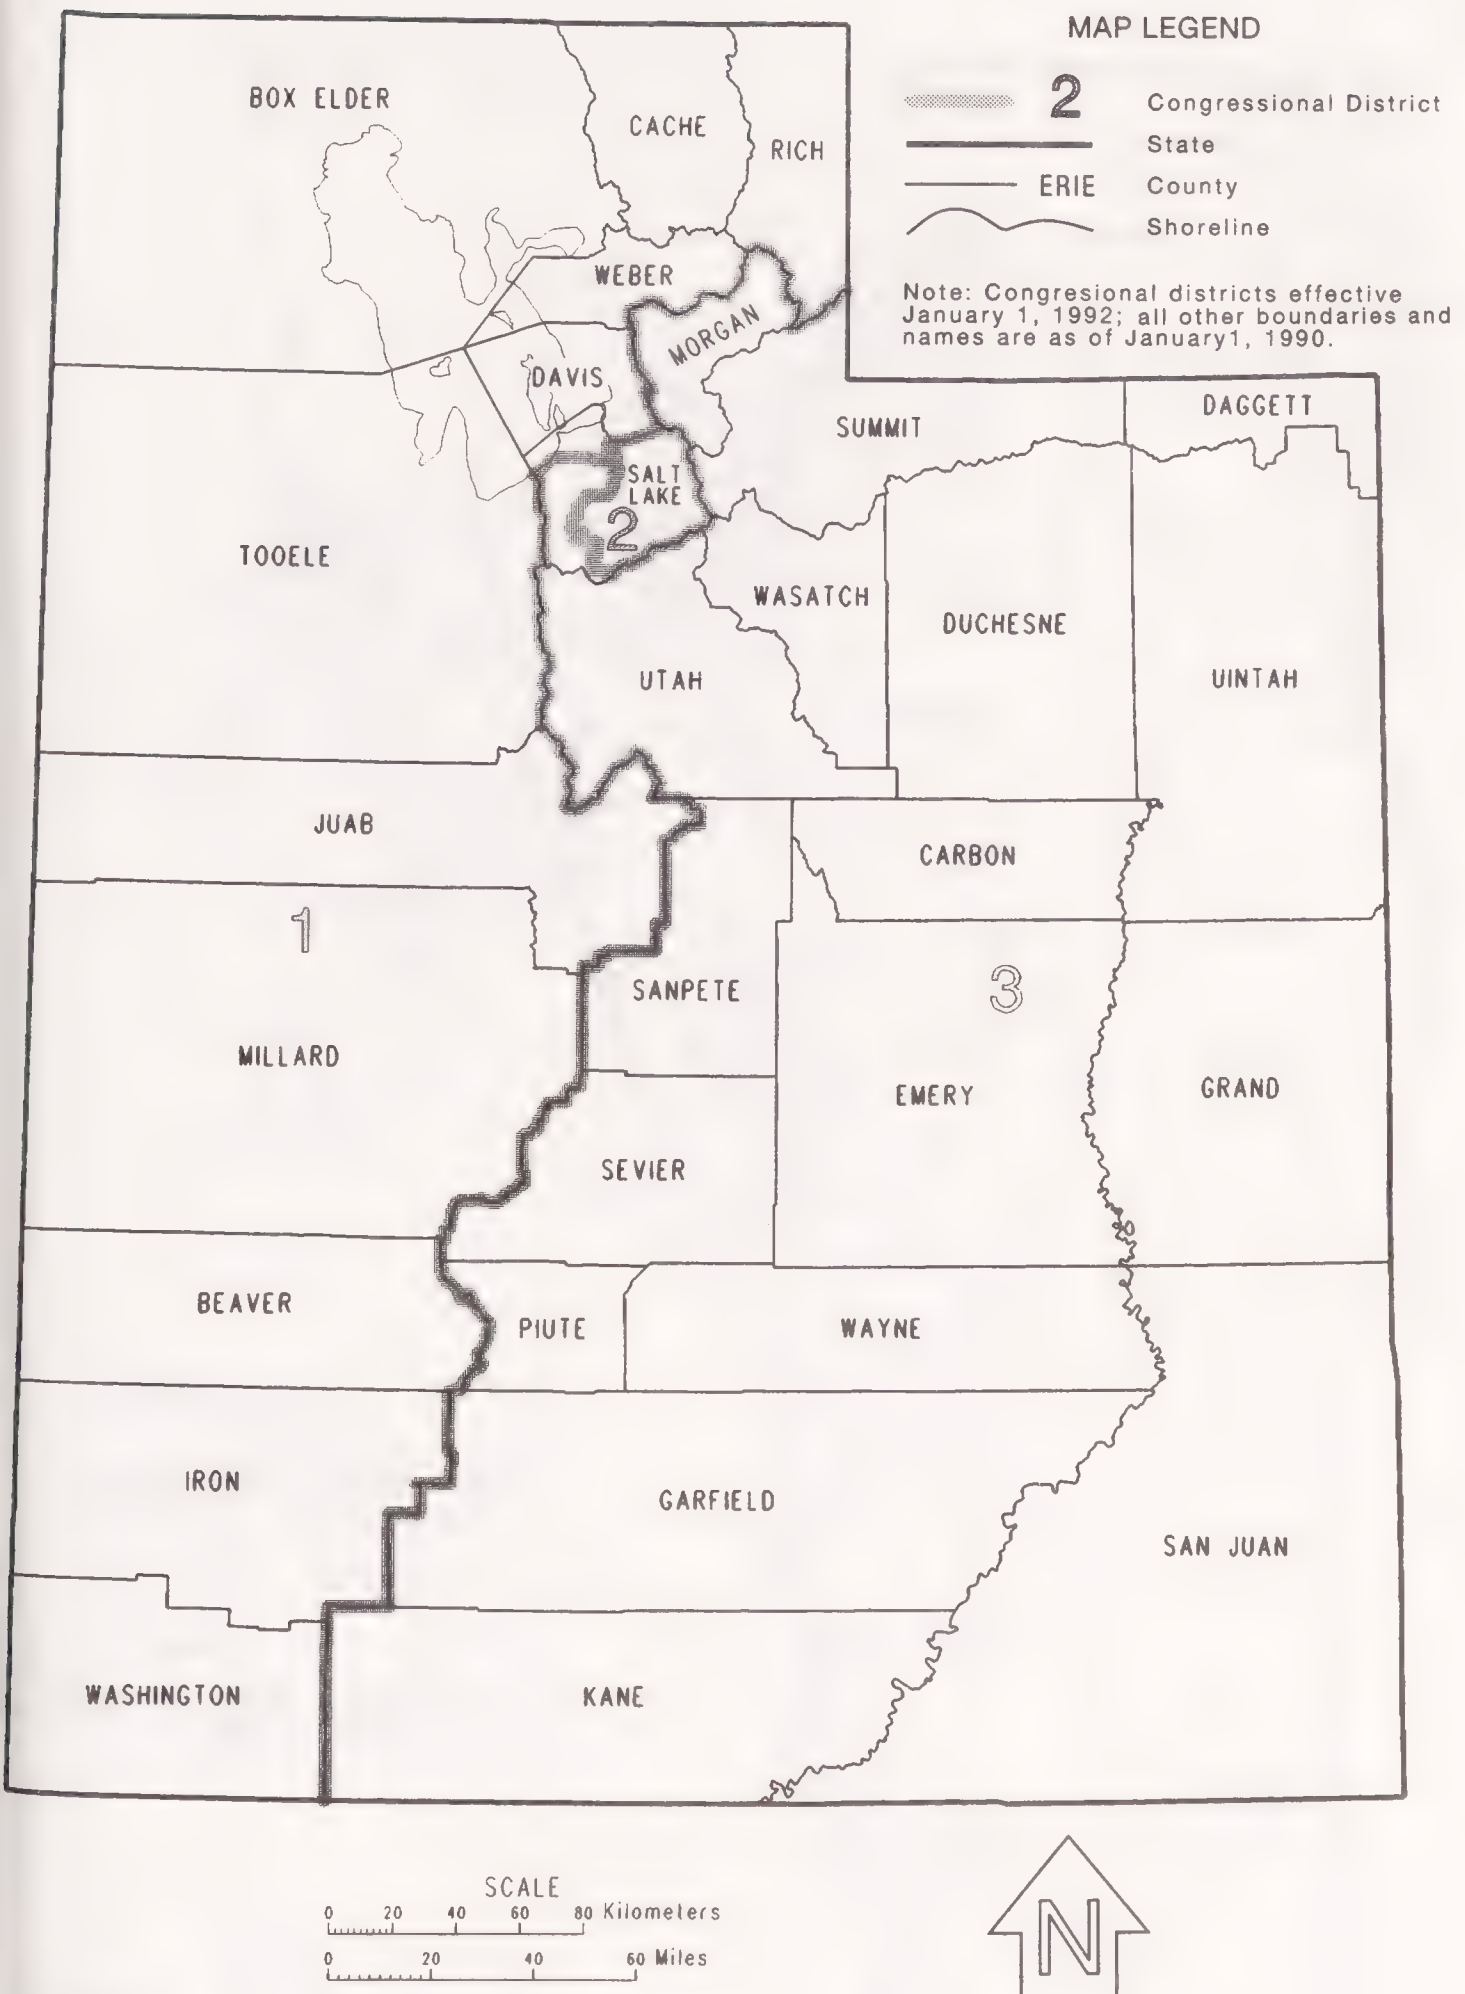 MAP LEGEND
2 Congressional District
State
ERIE County
Shoreline
Note: Congresional districts effective
January 1, 1992; all other boundaries and
names are as of January1, 1990.
BOX ELDER
CACHE
RICH
WEBER
MORGAN
DAVIS
SUMMIT
DAGGETT
SALT
LAKE
2
TOOELE
WASATCH
DUCHESNE
UTAH
UINTAH
JUAB
CARBON
1
SANPETE
3
MILLARD
EMERY
GRAND
SEVIER
BEAVER
PIUTE
WAYNE
IRON
GARFIELD
SAN JUAN
WASHINGTON
KANE
SCALE
0 20 40 60 80 Kilometers
0 20 40 60 Miles
N